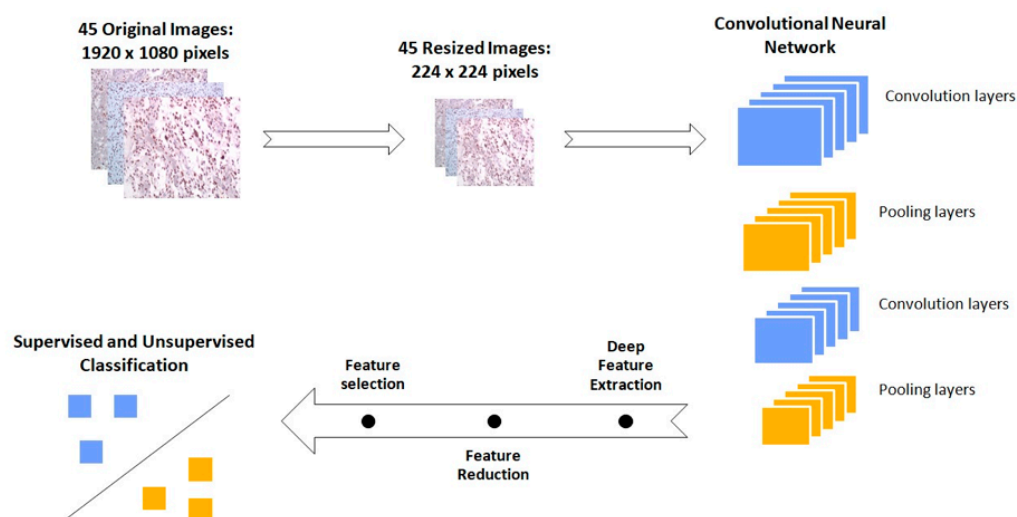 45 Original Images:
1920 x 1080 pixels
45 Resized Images:
224 x 224 pixels
Convolutional Neural
Network
Convolution layers
Pooling layers
Convolution layers
Pooling layers
Deep
Feature
Extraction
Feature
Reduction
Feature
selection
Supervised and Unsupervised
Classification